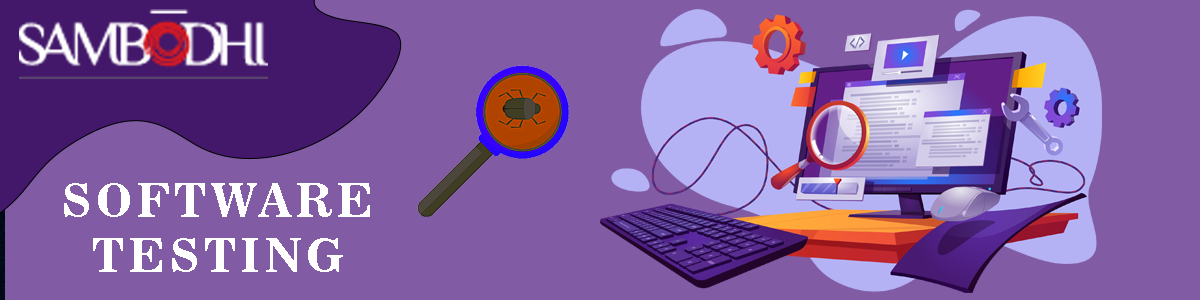 SAMBODHI
SOFTWARE
TESTING
</>